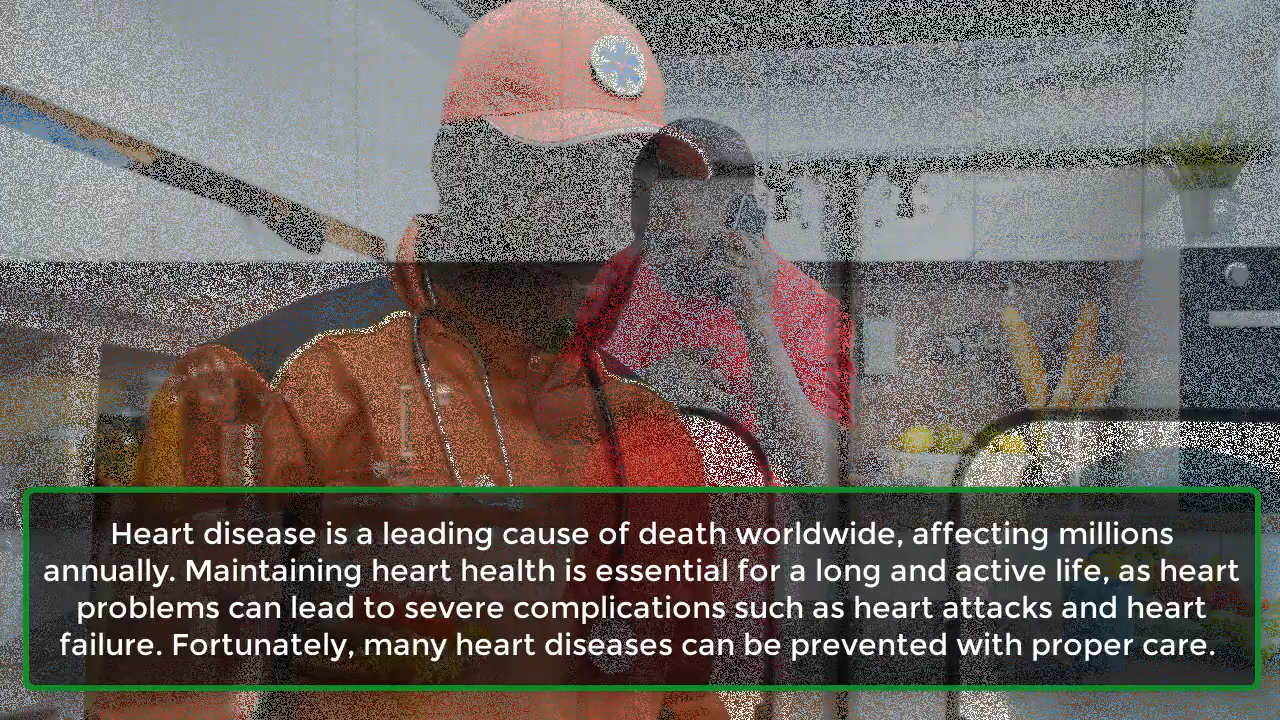 Heart disease is a leading cause of death worldwide, affecting millions
annually. Maintaining heart health is essential for a long and active life, as heart
problems can lead to severe complications such as heart attacks and heart
failure. Fortunately, many heart diseases can be prevented with proper care.